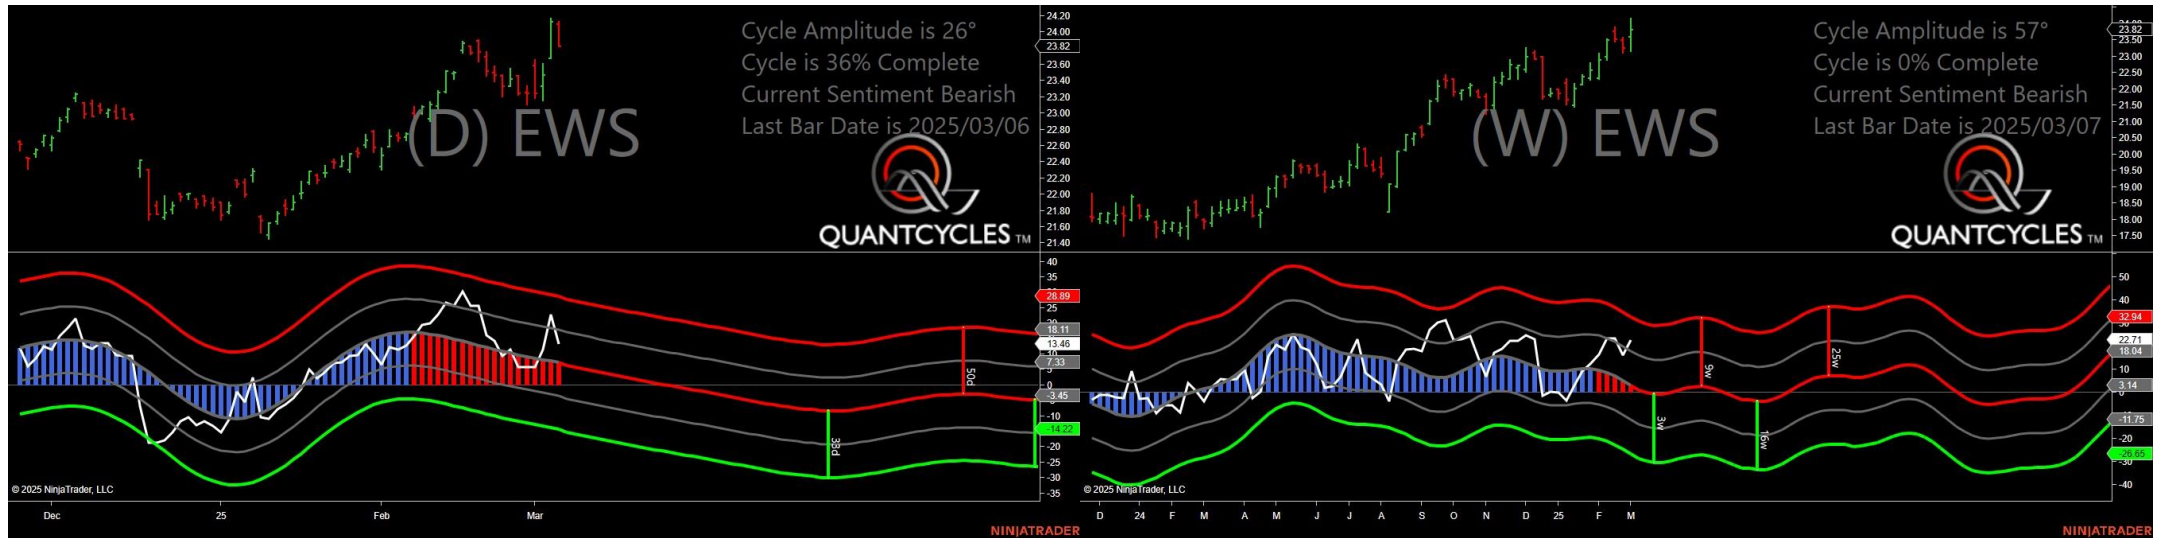 Cycle Amplitude is 26°
Cycle is 36% Complete
Current Sentiment Bearish
Last Bar Date is 2025/03/06
(D) EWS
QUANTCYCLES TM
24.20
24.00
23.82
23.60
23.40
23.20
23.00
22.80
22.60
22.40
22.20
22.00
21.80
21.60
21.40
40
35
28.89
25
18.11
13.46
10
7.33
0
-3.45
-10
-14.22
-20
-25
-30
-35
50d
33d
© 2025 NinjaTrader, LLC
Dec
25
Feb
Mar
NINJATRADER
Cycle Amplitude is 57°
Cycle is 0% Complete
Current Sentiment Bearish
Last Bar Date is 2025/03/07
(W) EWS
QUANTCYCLES TM
23.82
23.50
23.00
22.50
22.00
21.50
21.00
20.50
20.00
19.50
19.00
18.50
18.00
17.50
50
40
32.94
30
22.71
18.04
10
3.14
0
-11.75
-20
-26.65
-30
-40
9w
25w
3w
16w
© 2025 NinjaTrader, LLC
D
24
F
M
A
M
J
J
A
S
O
N
D
25
F
M
NINJATRADER